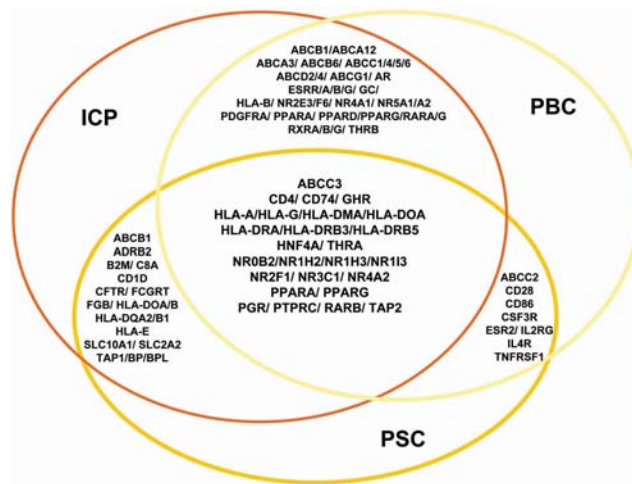 ABCB1/ABCA12
ABCA3/ ABCB6/ ABCC1/4/5/6
ABCD2/4/ ABCG1/ AR
ESRR/A/B/G/ GC/
HLA-B/ NR2E3/F6/ NR4A1/ NR5A1/A2
PDGFRA/ PPARA/ PPARD/PPARG/RARA/G
RXRA/B/G/ THRB
ICP
PBC
ABCC3
CD4/ CD74/ GHR
HLA-A/HLA-G/HLA-DMA/HLA-DOA
HLA-DRA/HLA-DRB3/HLA-DRB5
HNF4A/ THRA
NR0B2/NR1H2/NR1H3/NR1I3
NR2F1/ NR3C1/ NR4A2
PPARA/ PPARG
PGR/ PTPRC/ RARB/ TAP2
ABCB1
ADRB2
B2M/ C8A
CD1D
CFTR/ FCGRT
FGB/ HLA-DOA/B
HLA-DQA2/B1
HLA-E
SLC10A1/ SLC2A2
TAP1/BP/BPL
ABCC2
CD28
CD86
CSF3R
ESR2/ IL2RG
IL4R
TNFRSF1
PSC